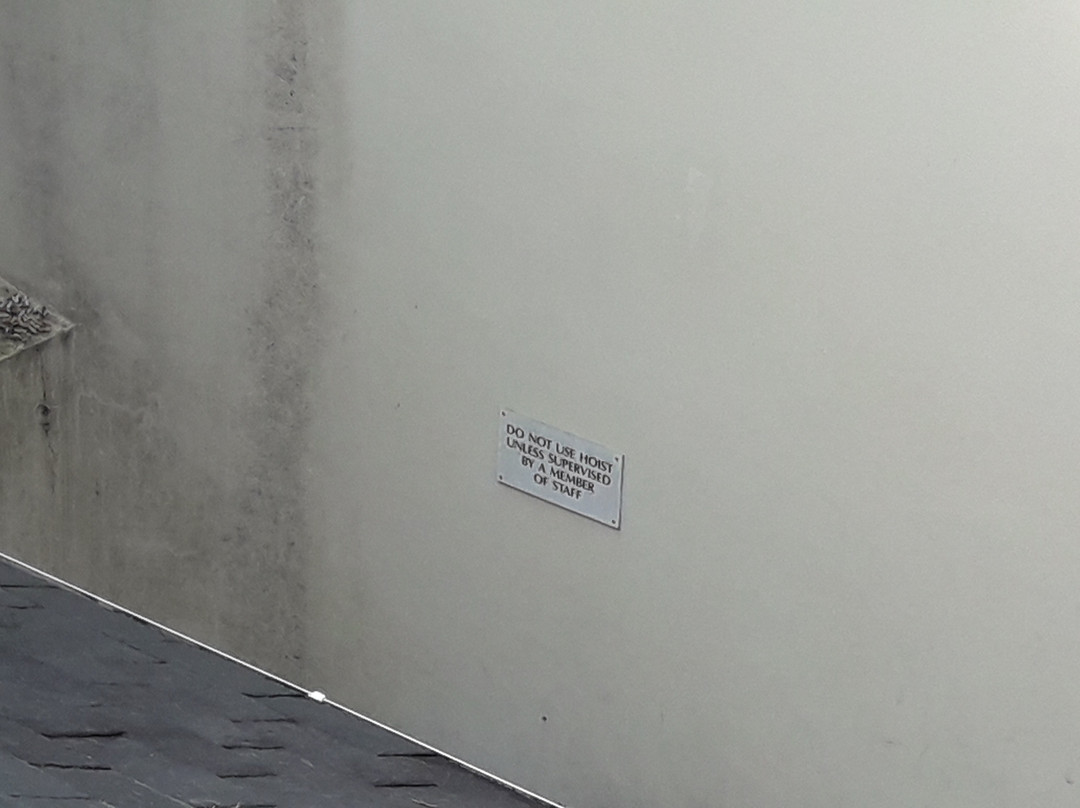 DO NOT USE HOIST
UNLESS SUPERVISED
BY A MEMBER
OF STAFF